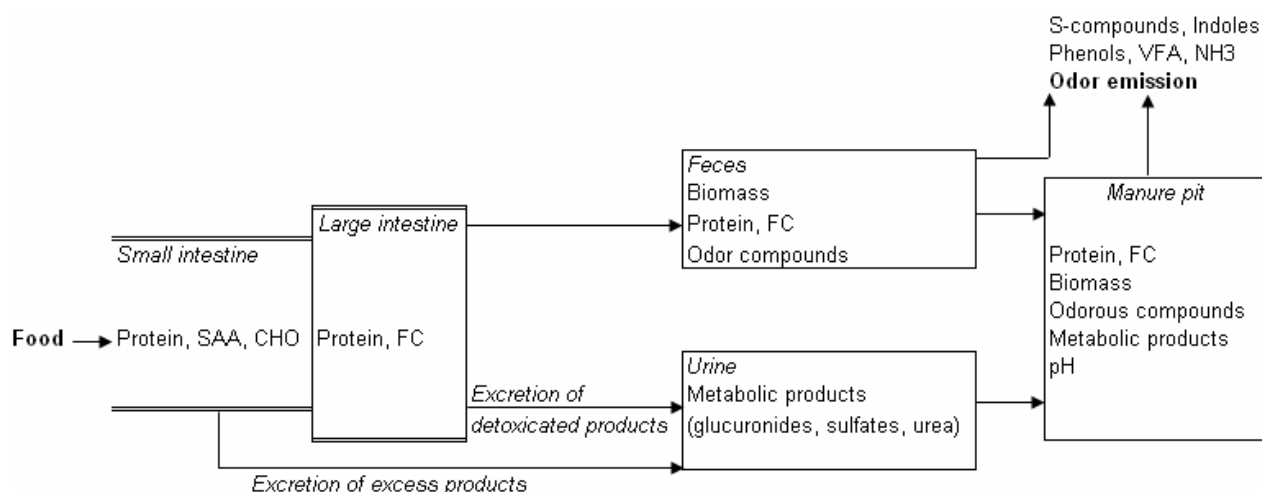 S-compounds, Indoles
Phenols, VFA, NH3
Odor emission
Feces
Biomass
Protein, FC
Odor compounds
Manure pit
Protein, FC
Biomass
Odorous compounds
Metabolic products
pH
Large intestine
Small intestine
Food
Protein, SAA, CHO
Protein, FC
Urine
Metabolic products
(glucuronides, sulfates, urea)
Excretion of
detoxicated products
Excretion of excess products